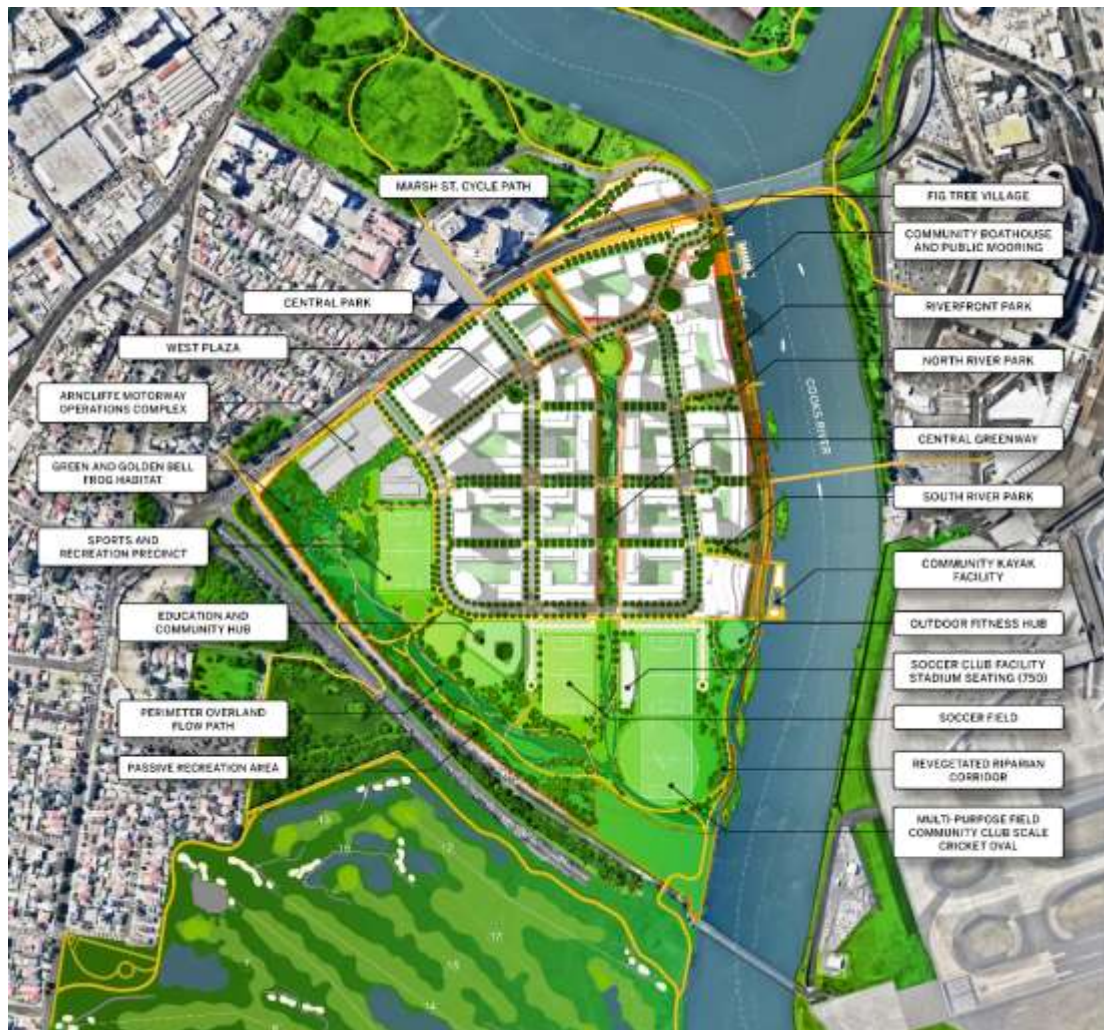 MARSH ST. CYCLE PATH
CENTRAL PARK
WEST PLAZA
ARNCLIFFE MOTORWAY
OPERATIONS COMPLEX
GREEN AND GOLDEN BELL
FROG HABITAT
SPORTS AND
RECREATION PRECINCT
EDUCATION AND
COMMUNITY HUB
PERIMETER OVERLAND
FLOW PATH
PASSIVE RECREATION AREA
FIG TREE VILLAGE
COMMUNITY BOATHOUSE
AND PUBLIC MOORING
RIVERFRONT PARK
NORTH RIVER PARK
CENTRAL GREENWAY
SOUTH RIVER PARK
COMMUNITY KAYAK
FACILITY
OUTDOOR FITNESS HUB
SOCCER CLUB FACILITY
STADIUM SEATING (750)
SOCCER FIELD
REVEGETATED RIPARIAN
CORRIDOR
MULTI-PURPOSE FIELD
COMMUNITY CLUB SCALE
CRICKET OVAL
COOKS RIVER
12
17
14